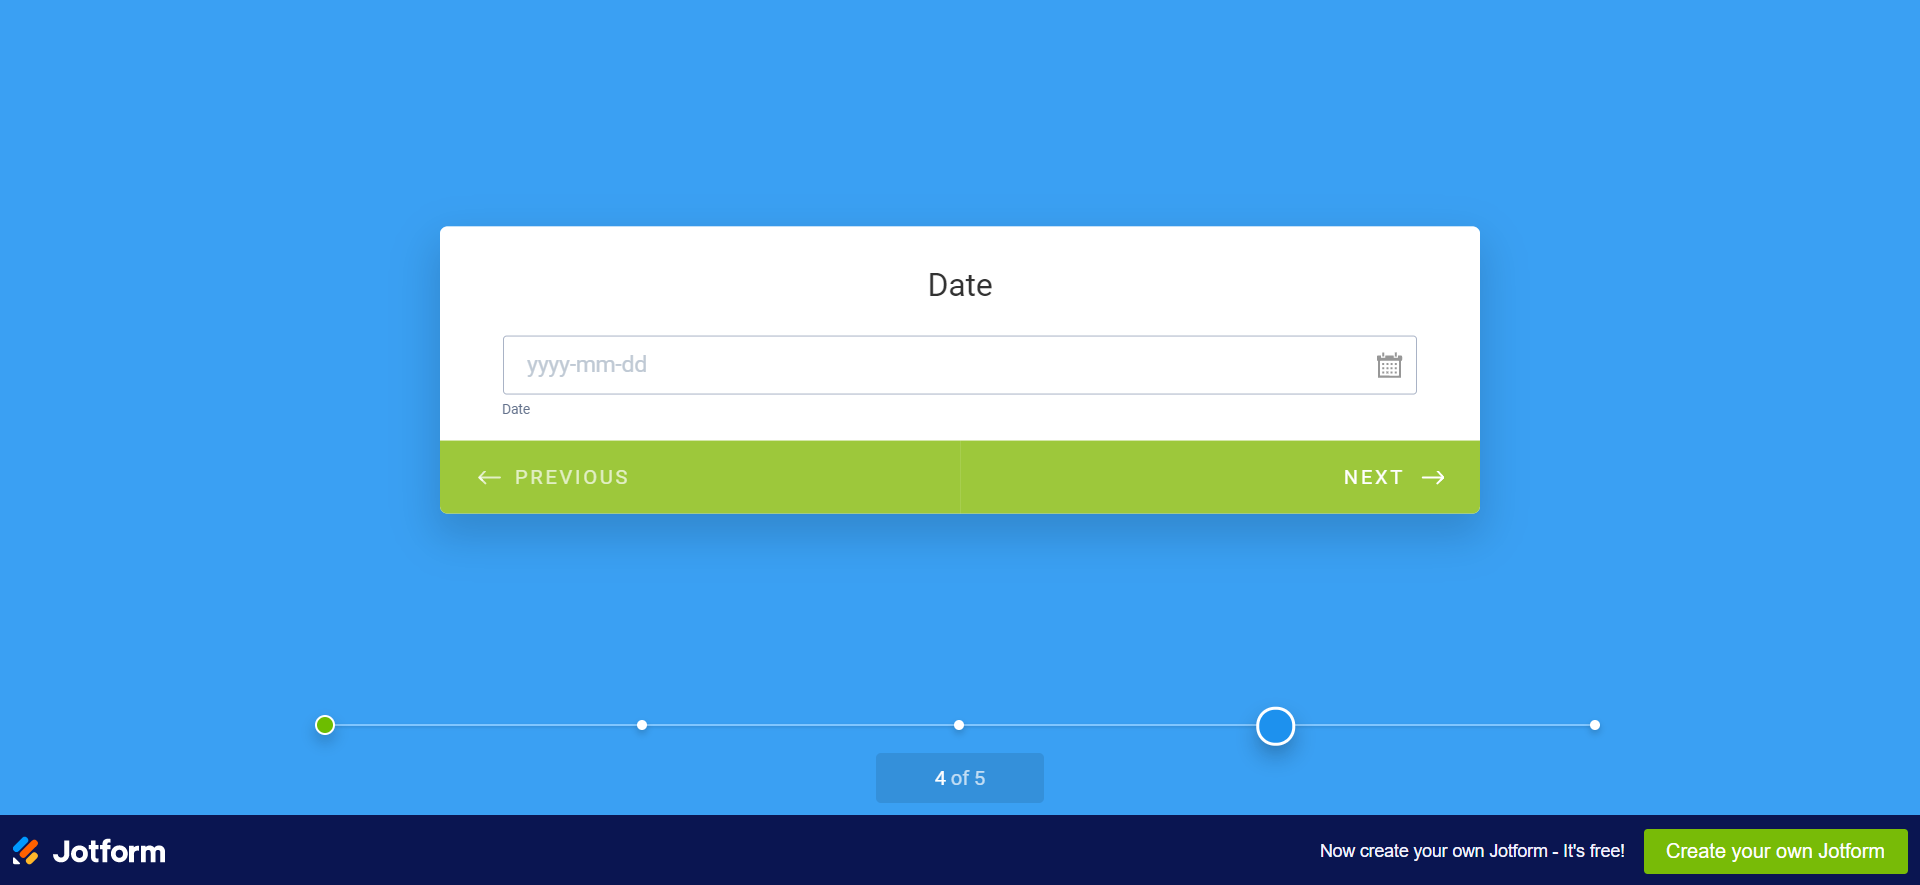 Date
yyyy-mm-dd
Date
PREVIOUS
NEXT
4 of 5
Jotform
Now create your own Jotform - It's free!
Create your own Jotform